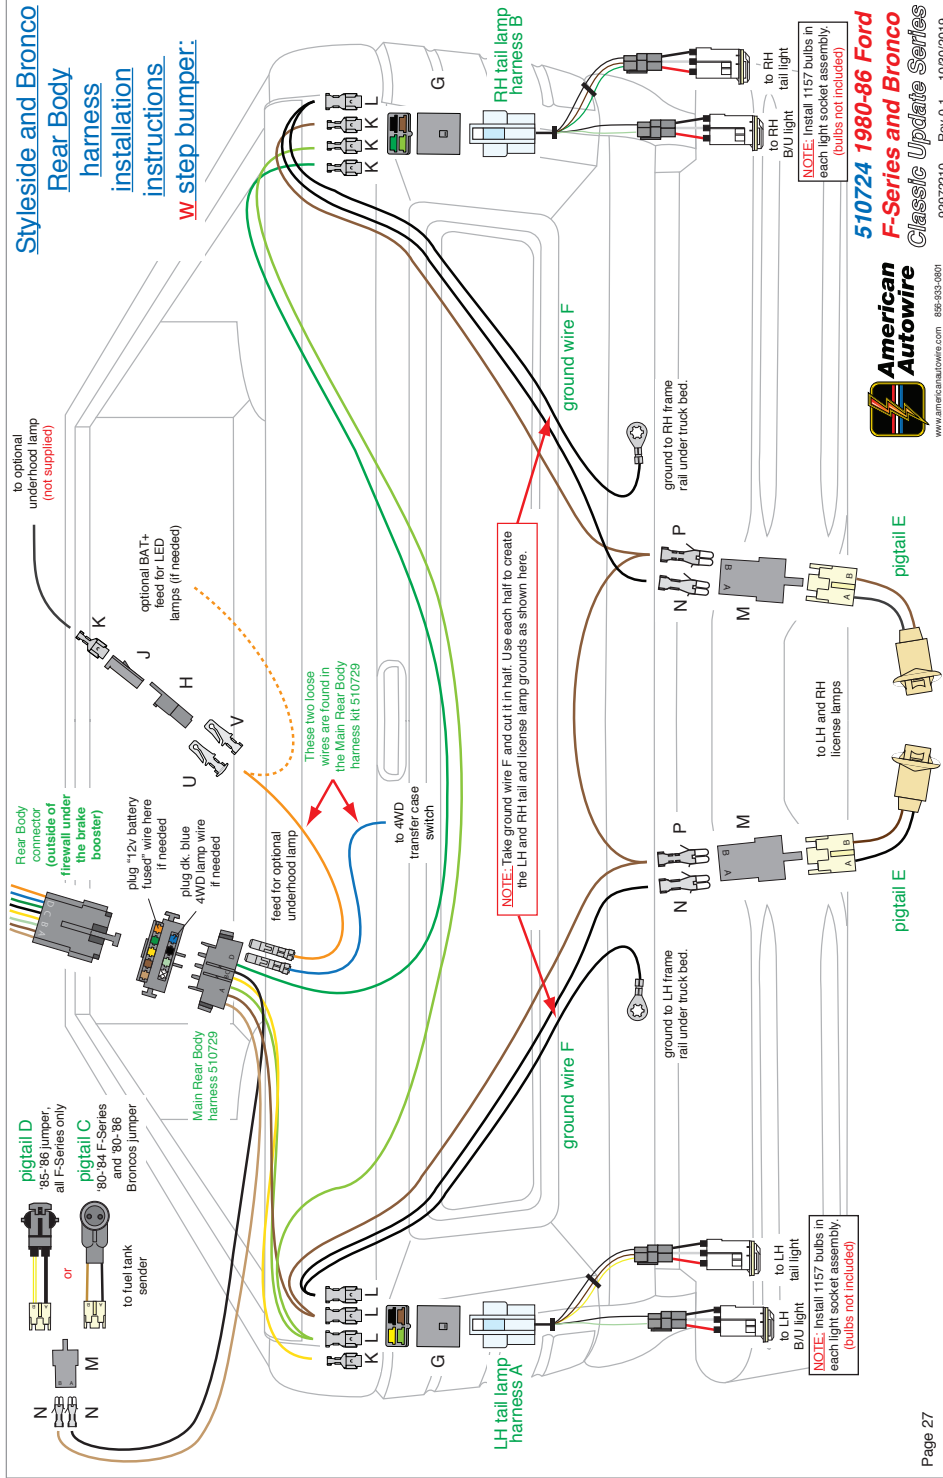 Styleside and Bronco
Rear Body
harness
installation
instructions
w step bumper:
pigtail D
'85-'86 jumper,
all F-Series only
or
pigtail C
'80-'84 F-Series
and '80-'86
Broncos jumper
to fuel tank
sender
N
N
M
Rear Body
connector
(outside of
firewall under
the brake
booster)
plug "12v battery
fused" wire here
if needed
plug dk. blue
4WD lamp wire
if needed
Main Rear Body
harness 510729
feed for optional
underhood lamp
These two loose
wires are found in
the Main Rear Body
harness kit 510729
to 4WD
transfer case
switch
to optional
underhood lamp
(not supplied)
optional BAT+
feed for LED
lamps (if needed)
K
J
H
V
U
K
L
L
L
G
LH tail lamp
harness A
K
K
K
L
G
RH tail lamp
harness B
ground wire F
ground wire F
NOTE: Take ground wire F and cut it in half. Use each half to create
the LH and RH tail and license lamp grounds as shown here.
ground to LH frame
rail under truck bed.
ground to RH frame
rail under truck bed.
N
P
M
B
A
A
B
pigtail E
N
P
M
B
A
A
B
pigtail E
to LH and RH
license lamps
to LH
B/U light
to LH
tail light
NOTE: Install 1157 bulbs in
each light socket assembly.
(bulbs not included)
to RH
B/U light
to RH
tail light
NOTE: Install 1157 bulbs in
each light socket assembly.
(bulbs not included)
American
Autowire
www.americanautowire.com 856-933-0801
510724 1980-86 Ford
F-Series and Bronco
Classic Update Series
Page 27